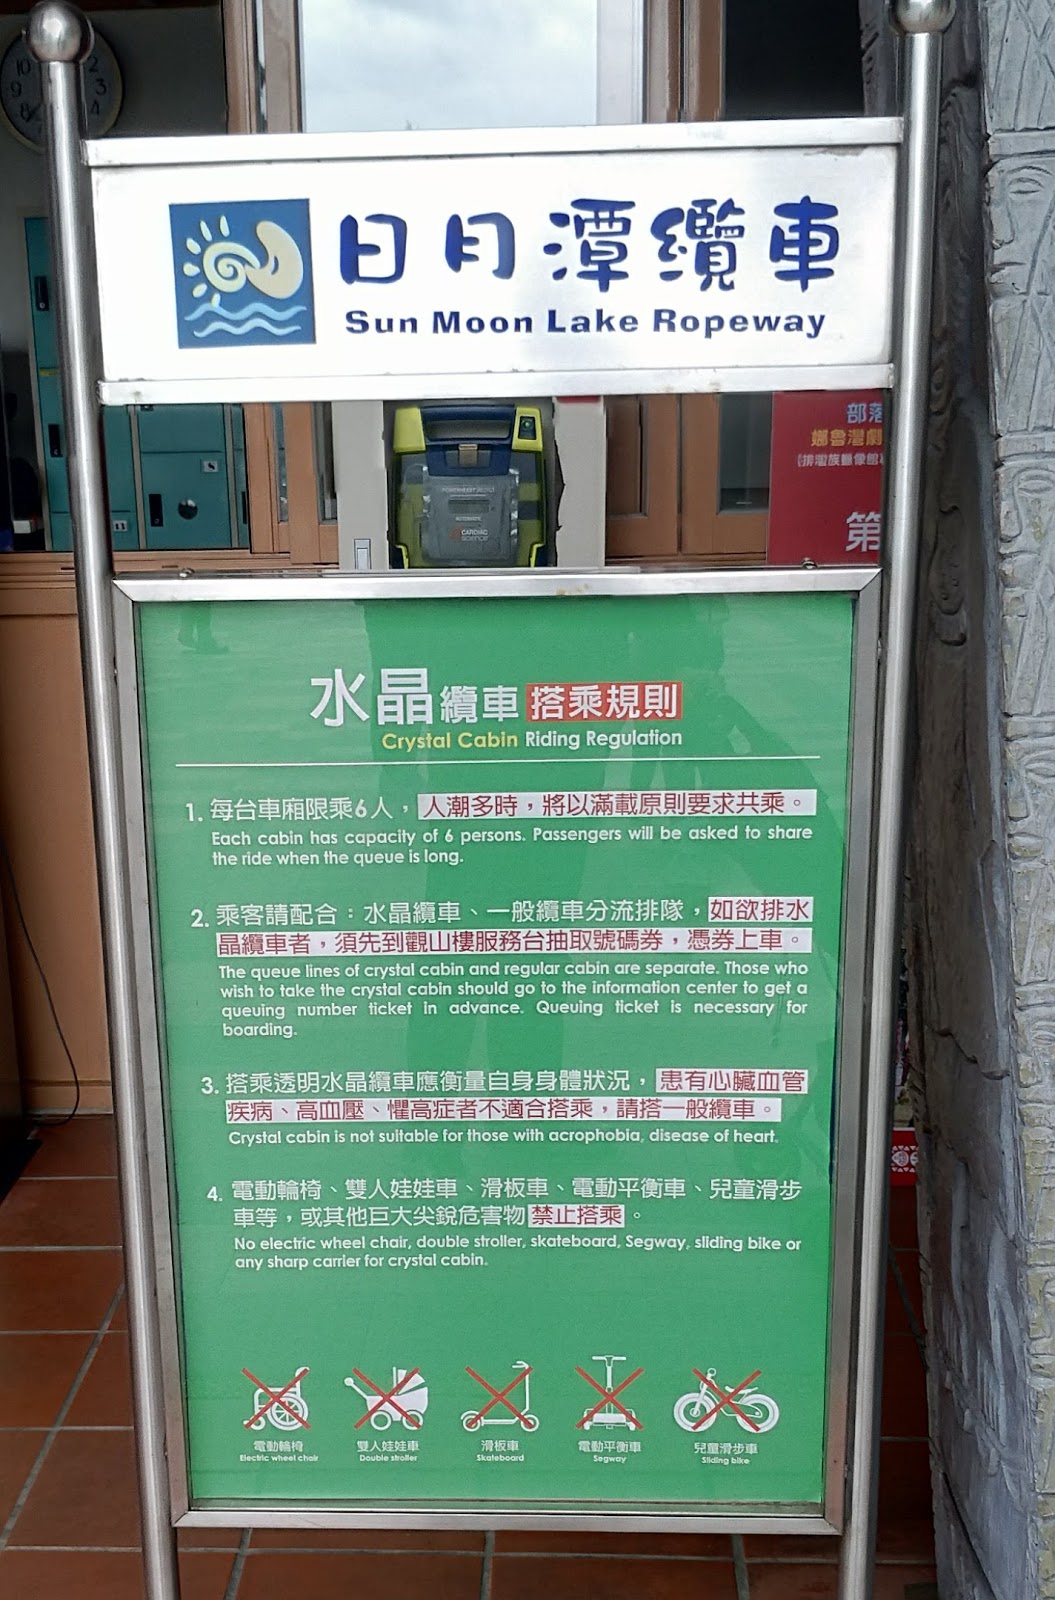 10
2
9
3
8
4
日月潭纜車
Sun Moon Lake Ropeway
部落
娜魯灣劇
第
AUTOMATIC
CARDIAC
science
11
水晶纜車 搭乘規則
Crystal Cabin Riding Regulation
1. 每台車廂限乘6人，人潮多時，將以滿載原則要求共乘。
Each cabin has capacity of 6 persons. Passengers will be asked to share
the ride when the queue is long.
2. 乘客請配合：水晶纜車、一般纜車分流排隊，如欲排水
晶纜車者，須先到觀山樓服務台抽取號碼券，憑券上車。
The queue lines of crystal cabin and regular cabin are separate. Those who
wish to take the crystal cabin should go to the information center to get a
queuing number ticket in advance. Queuing ticket is necessary for
boarding.
3. 搭乘透明水晶纜車應衡量自身身體狀況，患有心臟血管
疾病、高血壓、懼高症者不適合搭乘，請搭一般纜車。
Crystal cabin is not suitable for those with acrophobia, disease of heart.
4. 電動輪椅、雙人娃娃車、滑板車、電動平衡車、兒童滑步
車等，或其他巨大尖銳危害物禁止搭乘。
No electric wheel chair, double stroller, skateboard, Segway, sliding bike or
any sharp carrier for crystal cabin.
電動輪椅 雙人娃娃車 滑板車 電動平衡車 兒童滑步車
Electric wheel chair Double stroller Skateboard Segway Sliding bike